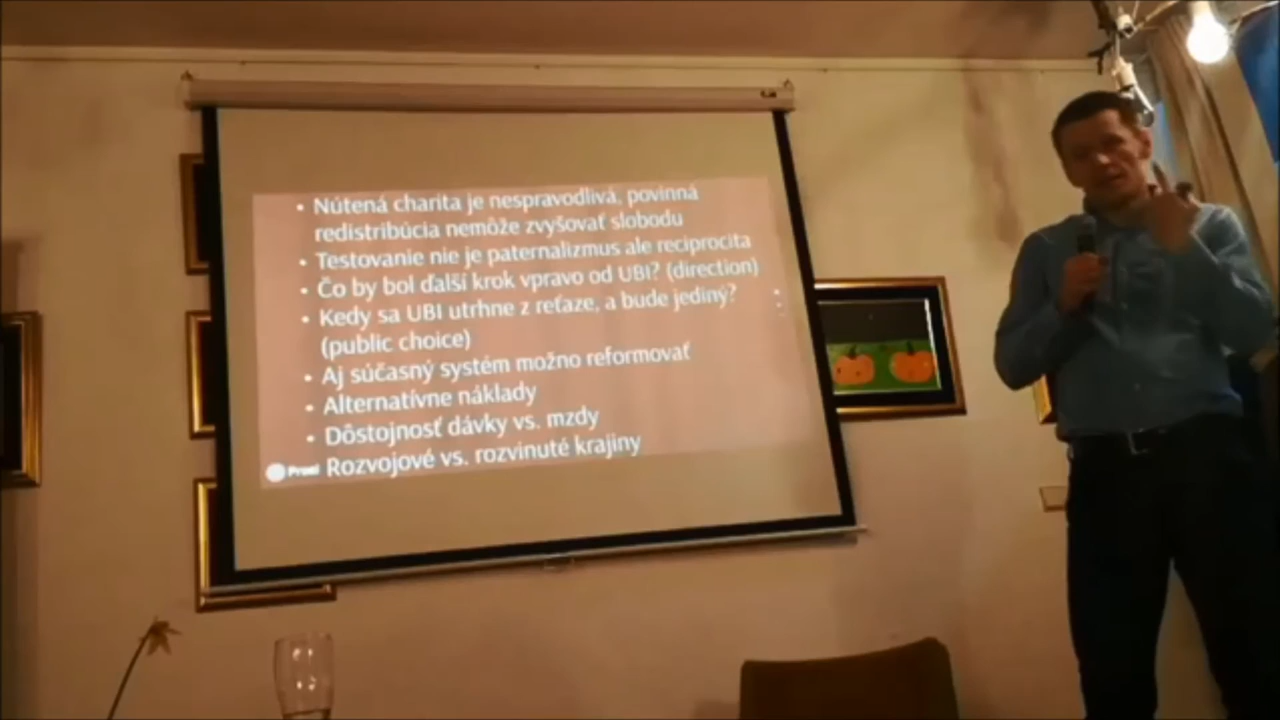 • Nútená charita je nespravodlivá, povinná
redistribúcia nemôže zvyšovať slobodu
• Testovanie nie je paternalizmus ale reciprocita
• Čo by bol ďalší krok vpravo od UBI? (direction)
• Kedy sa UBI utrhne z reťaze, a bude jediný?
(public choice)
• Aj súčasný systém možno reformovať
• Alternatívne náklady
• Dôstojnosť dávky vs. mzdy
Rozvojové vs. rozvinuté krajiny